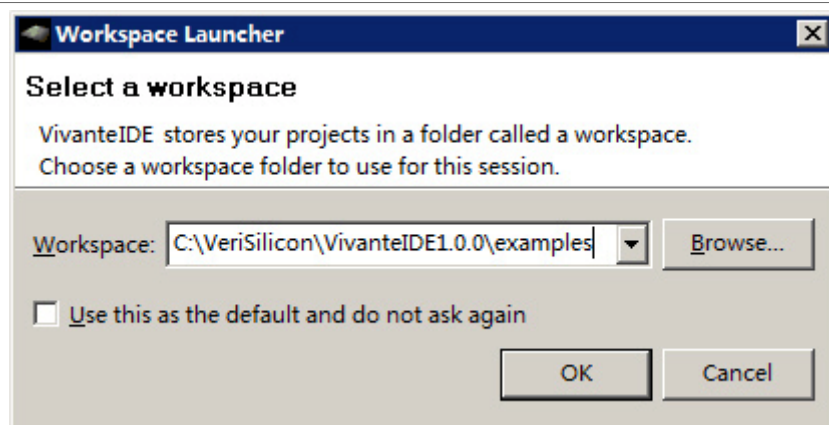 Workspace Launcher
Select a workspace
VivanteIDE stores your projects in a folder called a workspace.
Choose a workspace folder to use for this session.
Workspace: C:\VeriSilicon\VivanteIDE1.0.0\examples Browse...
Use this as the default and do not ask again
OK Cancel